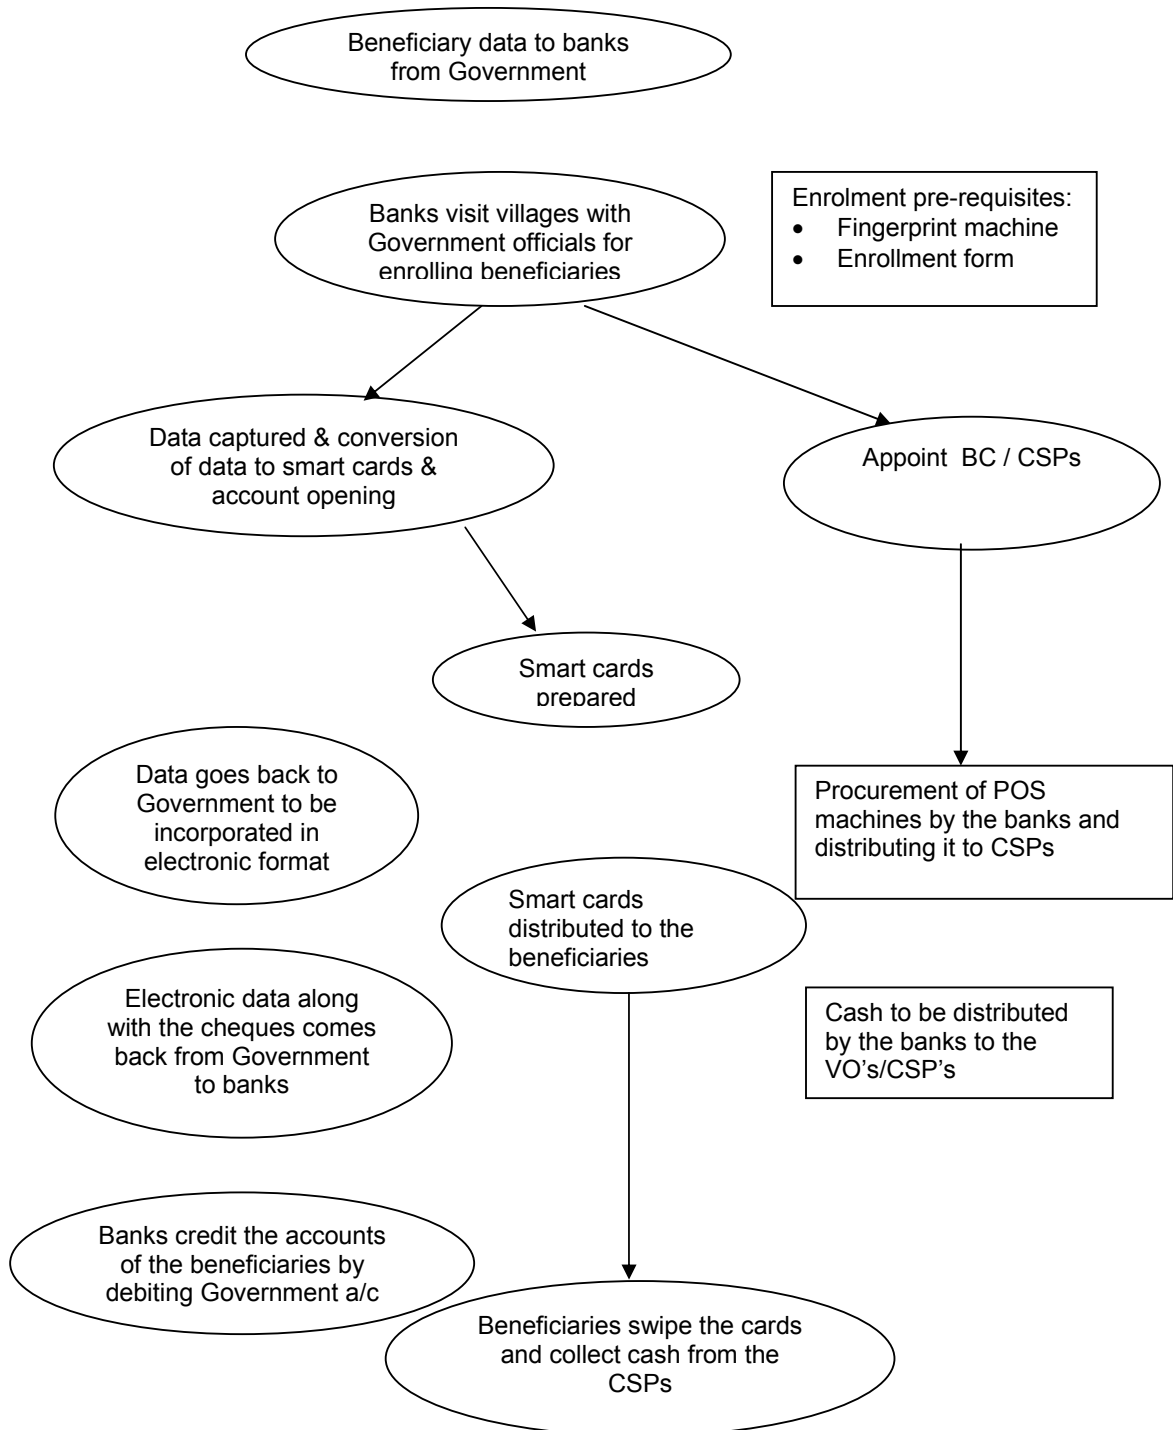 Beneficiary data to banks
from Government
Banks visit villages with
Government officials for
enrolling beneficiaries
Enrolment pre-requisites:
• Fingerprint machine
• Enrollment form
Data captured & conversion
of data to smart cards &
account opening
Appoint BC / CSPs
Smart cards
prepared
Data goes back to
Government to be
incorporated in
electronic format
Procurement of POS
machines by the banks and
distributing it to CSPs
Smart cards
distributed to the
beneficiaries
Electronic data along
with the cheques comes
back from Government
to banks
Cash to be distributed
by the banks to the
VO’s/CSP’s
Banks credit the accounts
of the beneficiaries by
debiting Government a/c
Beneficiaries swipe the cards
and collect cash from the
CSPs